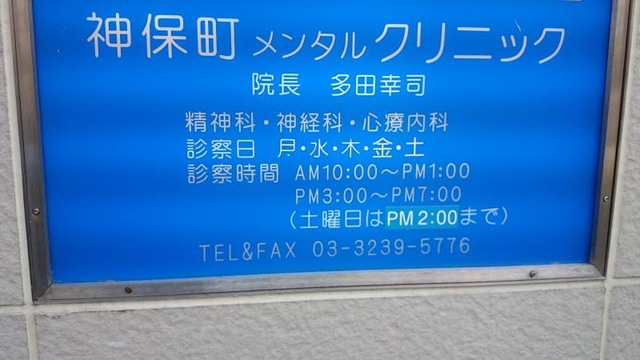 神保町 メンタルクリニック
院長 多田幸司
精神科・神経科・心療内科
診察日 月・水・木・金・土
診察時間 AM10:00〜PM1:00
PM3:00〜PM7:00
(土曜日はPM2:00まで)
TEL&FAX 03-3239-5776